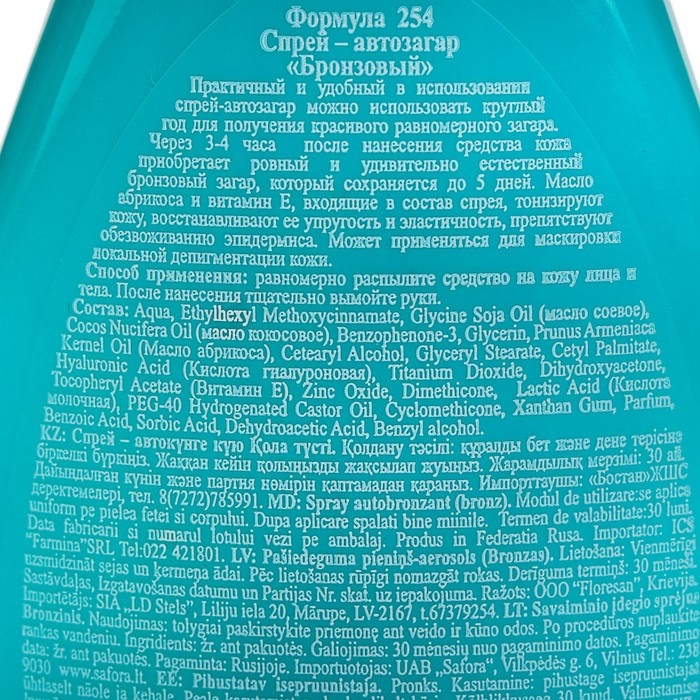 Формула 254
Спрей – автозагар
«Бронзовый»
Практичный и удобный в использовании
спрей-автозагар можно использовать круглый
год для получения красивого равномерного загара.
Через 3-4 часа после нанесения средства кожа
приобретает ровный и удивительно естественный
бронзовый загар, который сохраняется до 5 дней. Масло
абрикоса и витамин Е, входящие в состав спрея, тонизируют
кожу, восстанавливают ее упругость и эластичность, препятствуют
обезвоживанию эпидермиса. Может применяться для маскировки
локальной депигментации кожи.
Способ применения: равномерно распылите средство на кожу лица и
тела. После нанесения тщательно вымойте руки.
Состав: Aqua, Ethylhexyl Methoxycinnamate, Glycine Soja Oil (масло соевое),
Cocos Nucifera Oil (масло кокосовое), Benzophenone-3, Glycerin, Prunus Armeniaca
Kernel Oil (Масло абрикоса), Cetearyl Alcohol, Glyceryl Stearate, Cetyl Palmitate,
Hyaluronic Acid (Кислота гиалуроновая), Titanium Dioxide, Dihydroxyacetone,
Tocopheryl Acetate (Витамин Е), Zinc Oxide, Dimethicone, Lactic Acid (Кислота
молочная), PEG-40 Hydrogenated Castor Oil, Cyclomethicone, Xanthan Gum, Parfum,
Benzoic Acid, Sorbic Acid, Dehydroacetic Acid, Benzyl alcohol.
KZ: Спрей – автокүнге күю Қола түсті. Қолдану тәсілі: құралды бет және дене терісіне
біркелкі бүркіңіз. Жаққан кейін қолыңызды жақсылап жуыңыз. Жарамдылық мерзімі: 30 ай.
Дайындалған күнін және партия нөмірін қаптамадан қараңыз. Импорттаушы: «Бостан»ЖШС
деректемелері, тел. 8(7272)785991. MD: Spray autobronzant (bronz). Modul de utilizare:se aplica
uniform pe pielea fetei si corpului. Dupa aplicare spalati bine miinile. Termen de valabilitate:30 luni.
Data fabricarii si numarul lotului vezi pe ambalaj. Produs in Federatia Rusa. Importator: ICS
"Farmina"SRL Tel:022 421801. LV: Pašiedeguma pieniņš-aerosols (Bronzas). Lietošana: Vienmērīgi
uzsmidzināt sejas un ķermeņa ādai. Pēc lietošanas rūpīgi nomazgāt rokas. Derīguma termiņš: 30 mēneši.
Sastāvdaļas, Izgatavošanas datumu un Partijas Nr. skat. uz iepakojuma. Ražots: OOO "Floresan", Krievija.
Importētājs: SIA „LD Stels", Liliju iela 20, Mārupe, LV-2167, t.67379254. LT: Savaiminio įdegio sprėjus
Bronzinis. Naudojimas: tolygiai paskirstykite priemonę ant veido ir kūno odos. Po procedūros nuplaukite
rankas vandeniu. Ingridients: žr. ant pakuotės. Galiojimas: 30 mėnesių nuo pagaminimo datos. Pagaminimo
data: žr. ant pakuotės. Pagaminta: Rusijoje. Importuotojas: UAB „Safora", Vilkpėdės g. 6, Vilnius Tel.: 238
9030 www.safora.lt. EE: Pihustatav isepruunistaja. Pronks. Kasutamine: pihustage isepruunistaja
ühtlaselt näole ja kehale.